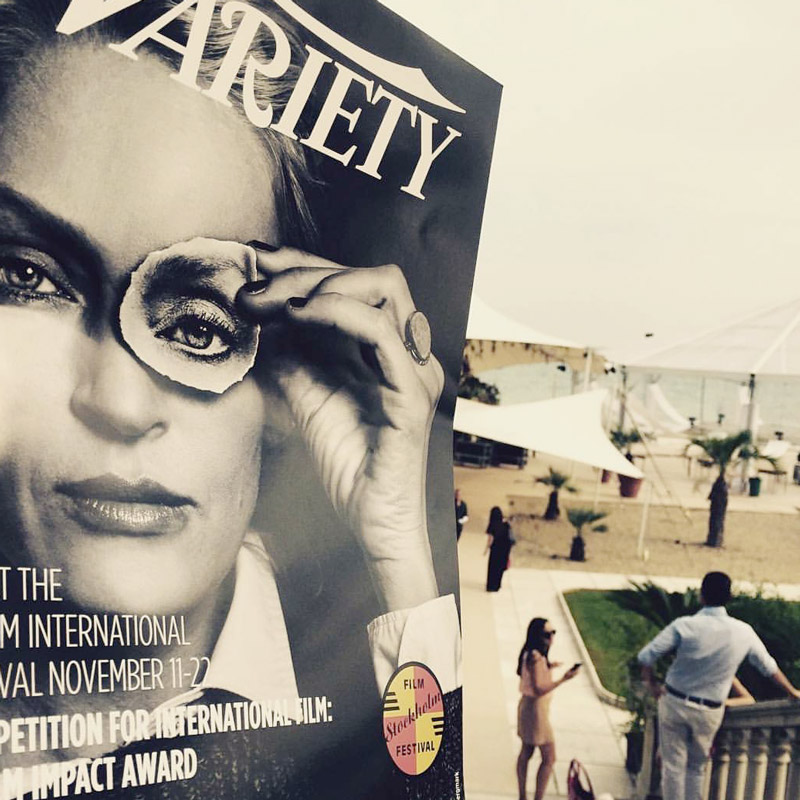 VARIETY
T THE
M INTERNATIONAL
VAL NOVEMBER 11-22
PETITION FOR INTERNATIONAL FILM:
M IMPACT AWARD
FILM
Stockholm
FESTIVAL